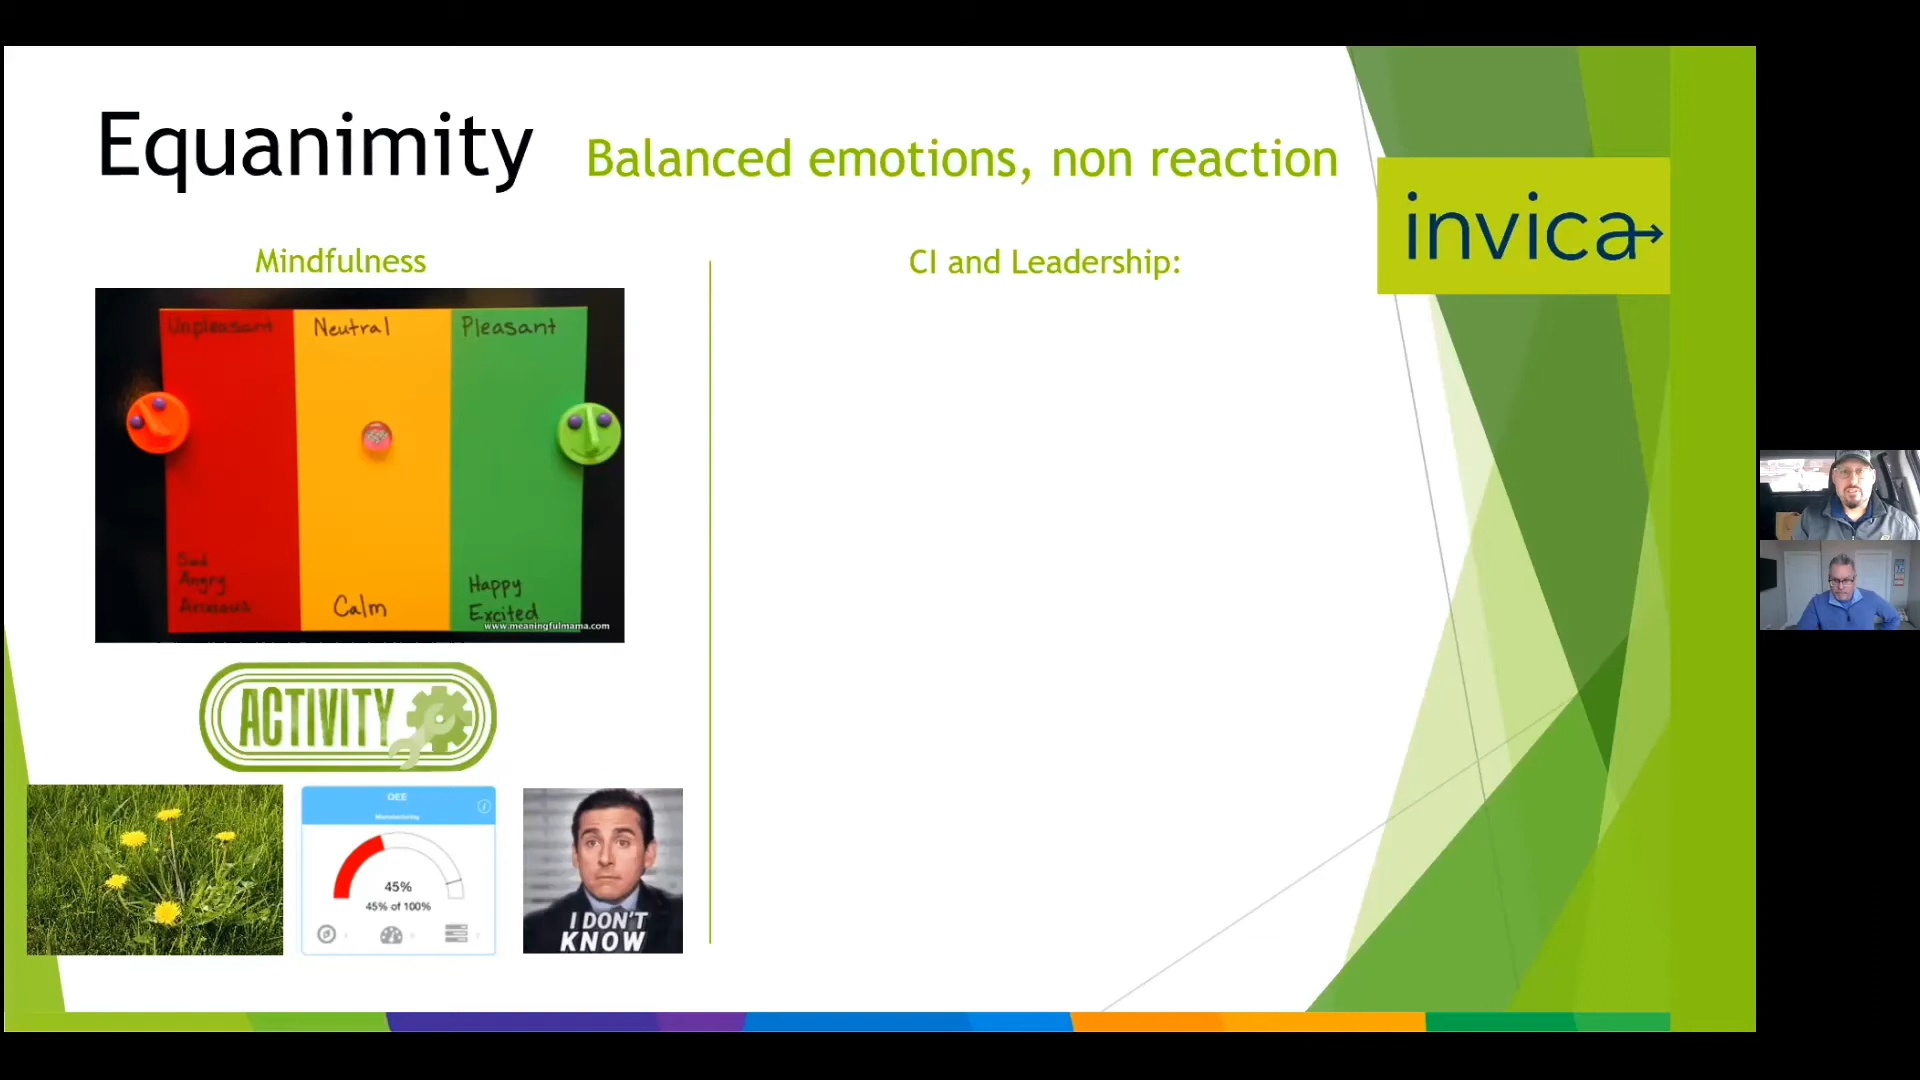 Equanimity Balanced emotions, non reaction
invica
Mindfulness
CI and Leadership:
Unpleasant Neutral Pleasant
Sad
Angry
Anxious
Calm
Happy
Excited
www.meaningfulmama.com
ACTIVITY
OEE
Manufacturing
45%
45% of 100%
I DON'T
KNOW